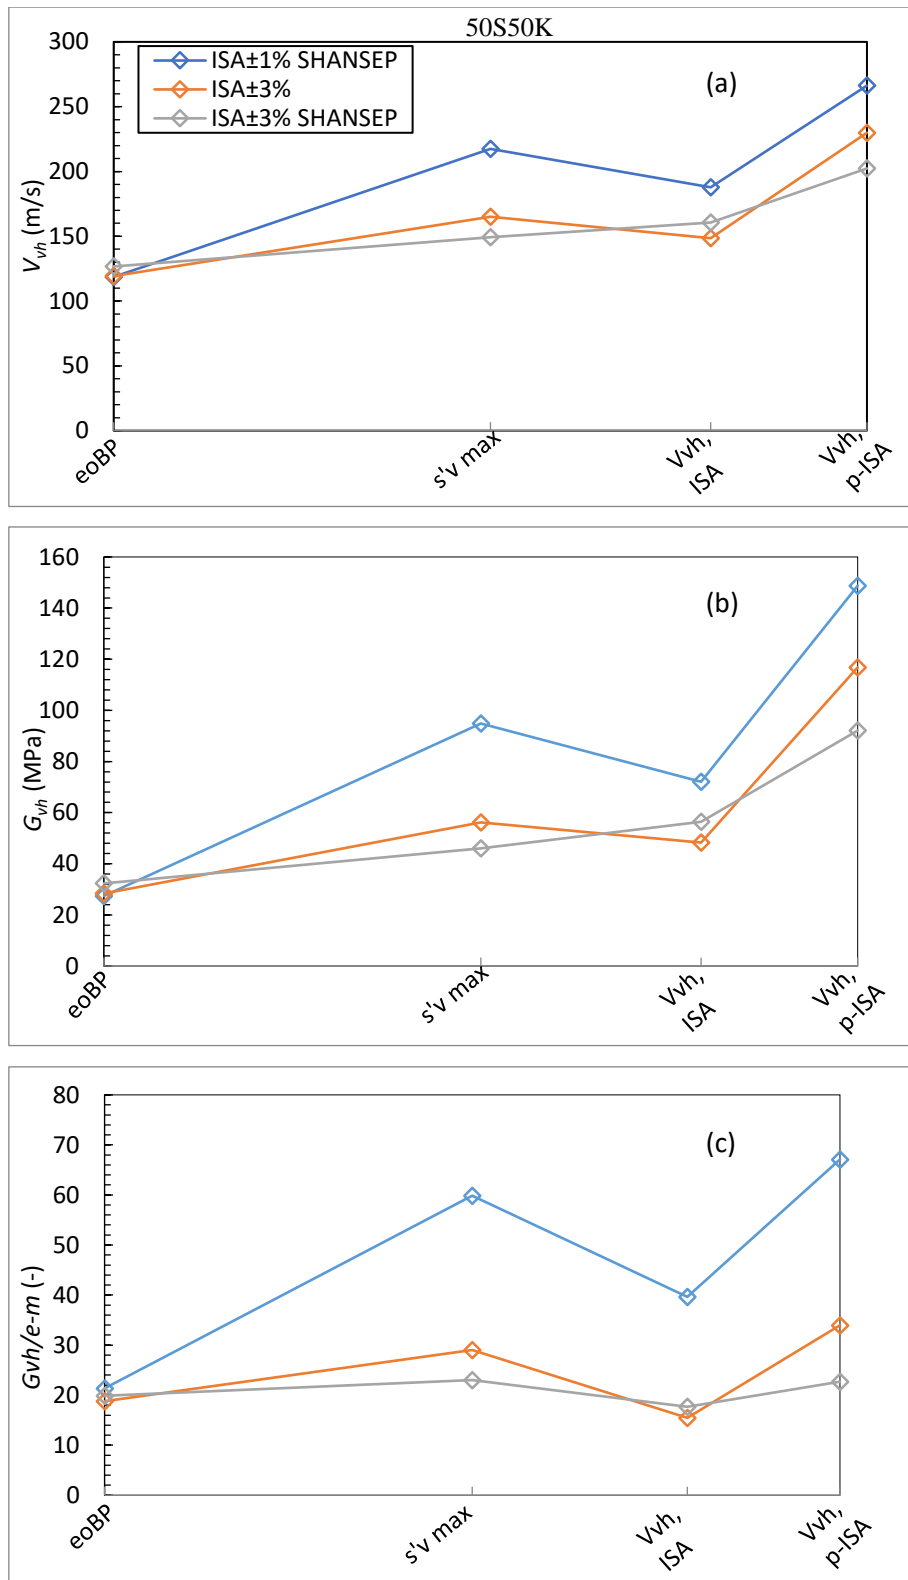 50S50K
300
250
200
150
100
50
0
V_vh (m/s)
ISA±1% SHANSEP
ISA±3%
ISA±3% SHANSEP
(a)
eoBP
s'v max
Vvh,
ISA
Vvh,
p-ISA
160
140
120
100
80
60
40
20
0
G_vh (MPa)
(b)
eoBP
s'v max
Vvh,
ISA
Vvh,
p-ISA
80
70
60
50
40
30
20
10
0
Gvh/e-m (-)
(c)
eoBP
s'v max
Vvh,
ISA
Vvh,
p-ISA